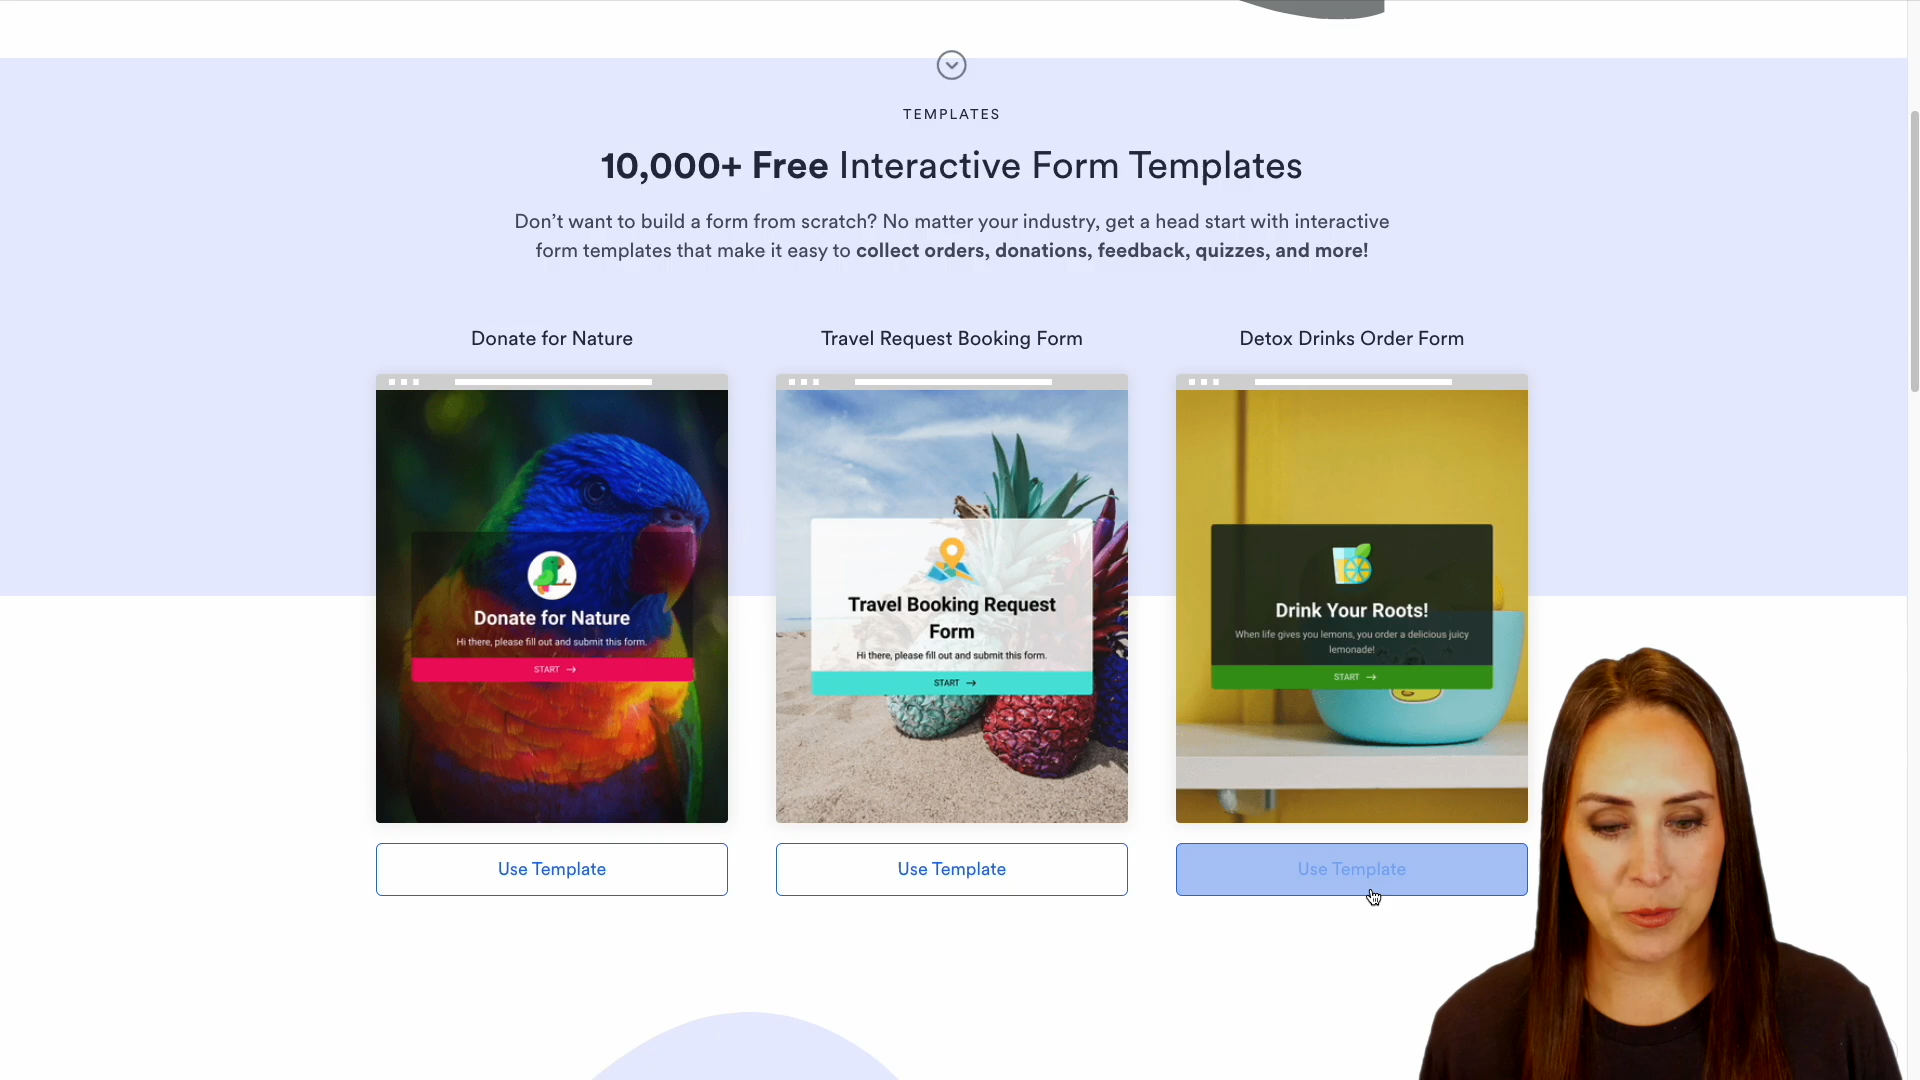 TEMPLATES
10,000+ Free Interactive Form Templates
Don’t want to build a form from scratch? No matter your industry, get a head start with interactive
form templates that make it easy to collect orders, donations, feedback, quizzes, and more!
Donate for Nature
Travel Request Booking Form
Detox Drinks Order Form
Donate for Nature
Hi there, please fill out and submit this form.
START →
Travel Booking Request
Form
Hi there, please fill out and submit this form.
START →
Drink Your Roots!
When life gives you lemons, you order a delicious juicy
lemonade!
START →
Use Template
Use Template
Use Template